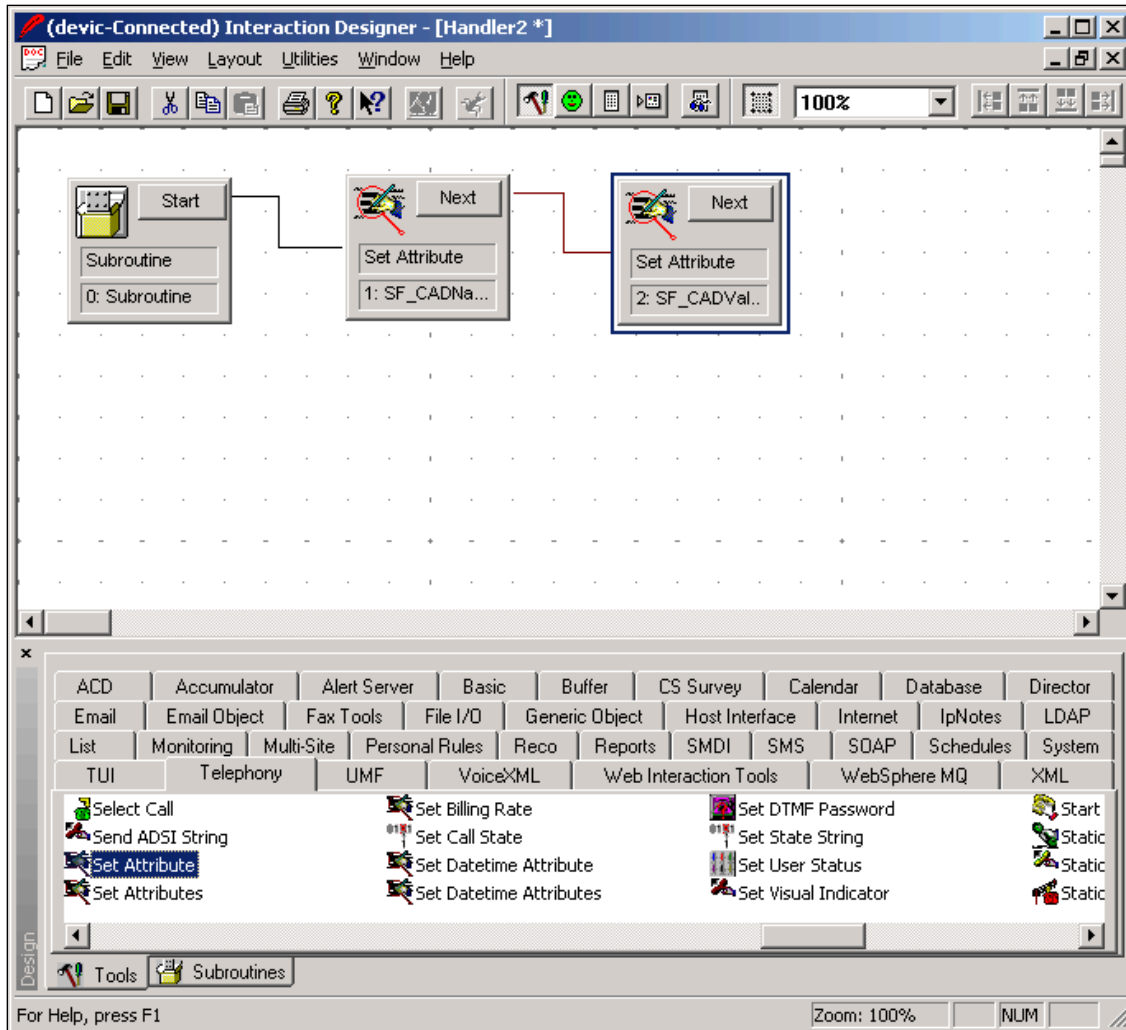 (devic-Connected) Interaction Designer - [Handler2 *]
DOC File Edit View Layout Utilities Window Help
100%
Start Next Next
Subroutine Set Attribute Set Attribute
0: Subroutine 1: SF_CADNa... 2: SF_CADVal..
ACD Accumulator Alert Server Basic Buffer CS Survey Calendar Database Director
Email Email Object Fax Tools File I/O Generic Object Host Interface Internet IpNotes LDAP
List Monitoring Multi-Site Personal Rules Reco Reports SMDI SMS SOAP Schedules System
TUI Telephony UMF VoiceXML Web Interaction Tools WebSphere MQ XML
Select Call Set Billing Rate Set DTMF Password Start
Send ADSI String Set Call State Set State String Static
Set Attribute Set Datetime Attribute Set User Status Static
Set Attributes Set Datetime Attributes Set Visual Indicator Static
Design
Tools Subroutines
For Help, press F1 Zoom: 100% NUM